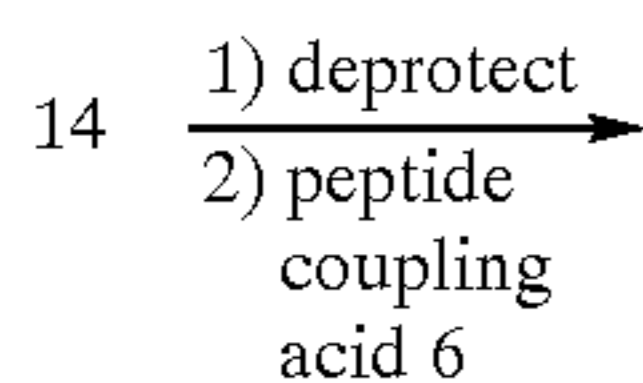 14
1) deprotect
2) peptide
coupling
acid 6